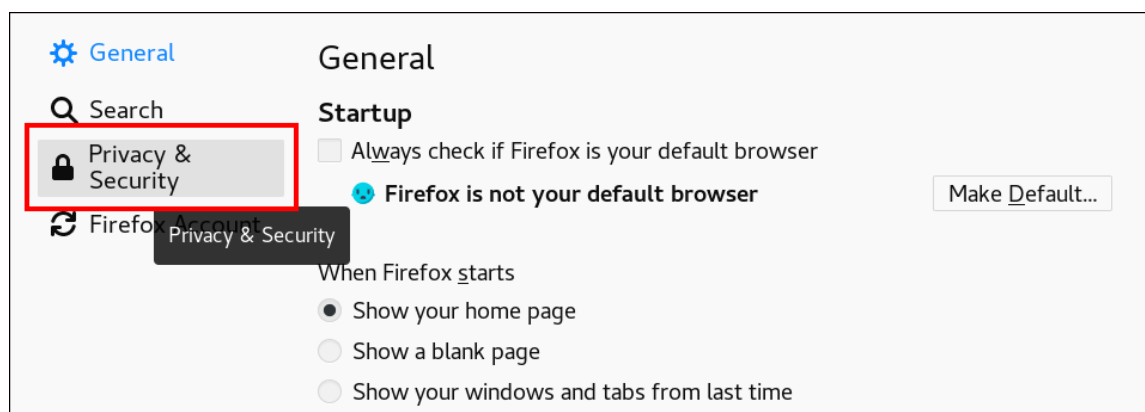 General
Search
Privacy &
Security
Firefox Account
Privacy & Security
General
Startup
Always check if Firefox is your default browser
Firefox is not your default browser
Make Default...
When Firefox starts
Show your home page
Show a blank page
Show your windows and tabs from last time